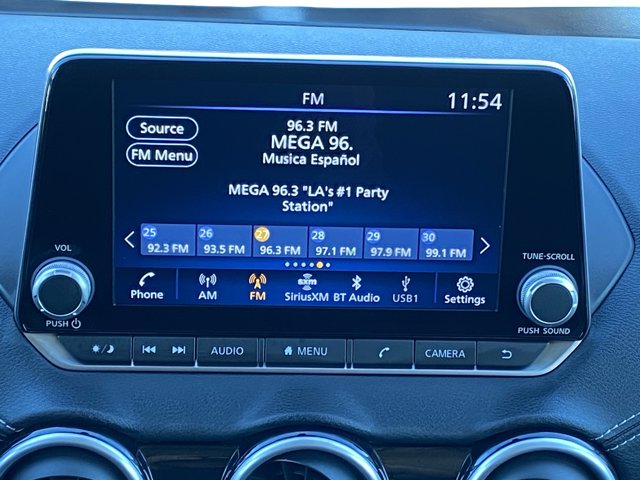 FM
11:54
Source
FM Menu
96.3 FM
MEGA 96.
Musica Español
MEGA 96.3 "LA's #1 Party
Station"
25 26 27 28 29 30
92.3 FM 93.5 FM 96.3 FM 97.1 FM 97.9 FM 99.1 FM
Phone AM FM sxm SiriusXM BT Audio USB1 Settings
VOL
PUSH
TUNE-SCROLL
PUSH SOUND
AUDIO MENU CAMERA